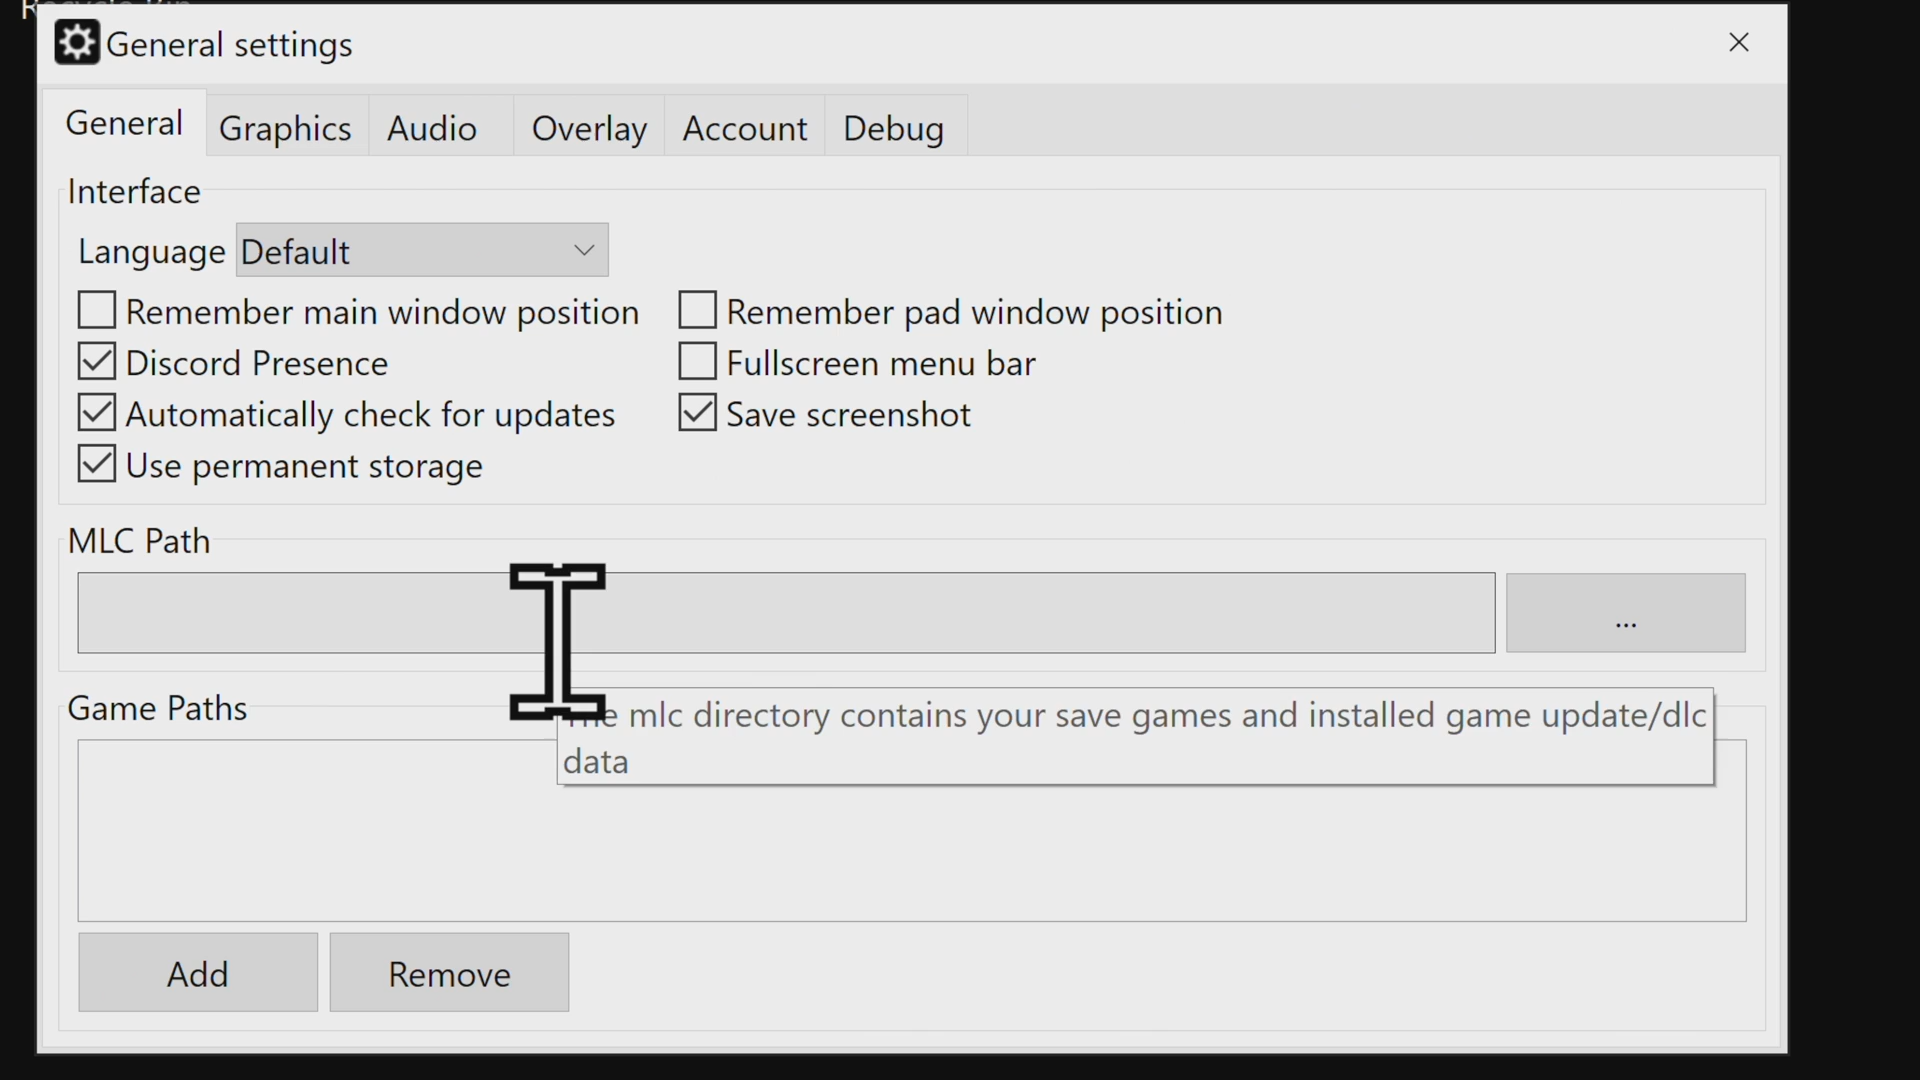 General settings
General Graphics Audio Overlay Account Debug
Interface
Language Default
Remember main window position Remember pad window position
Discord Presence Fullscreen menu bar
Automatically check for updates Save screenshot
Use permanent storage
MLC Path
...
Game Paths
mlc directory contains your save games and installed game update/dlc
data
Add Remove